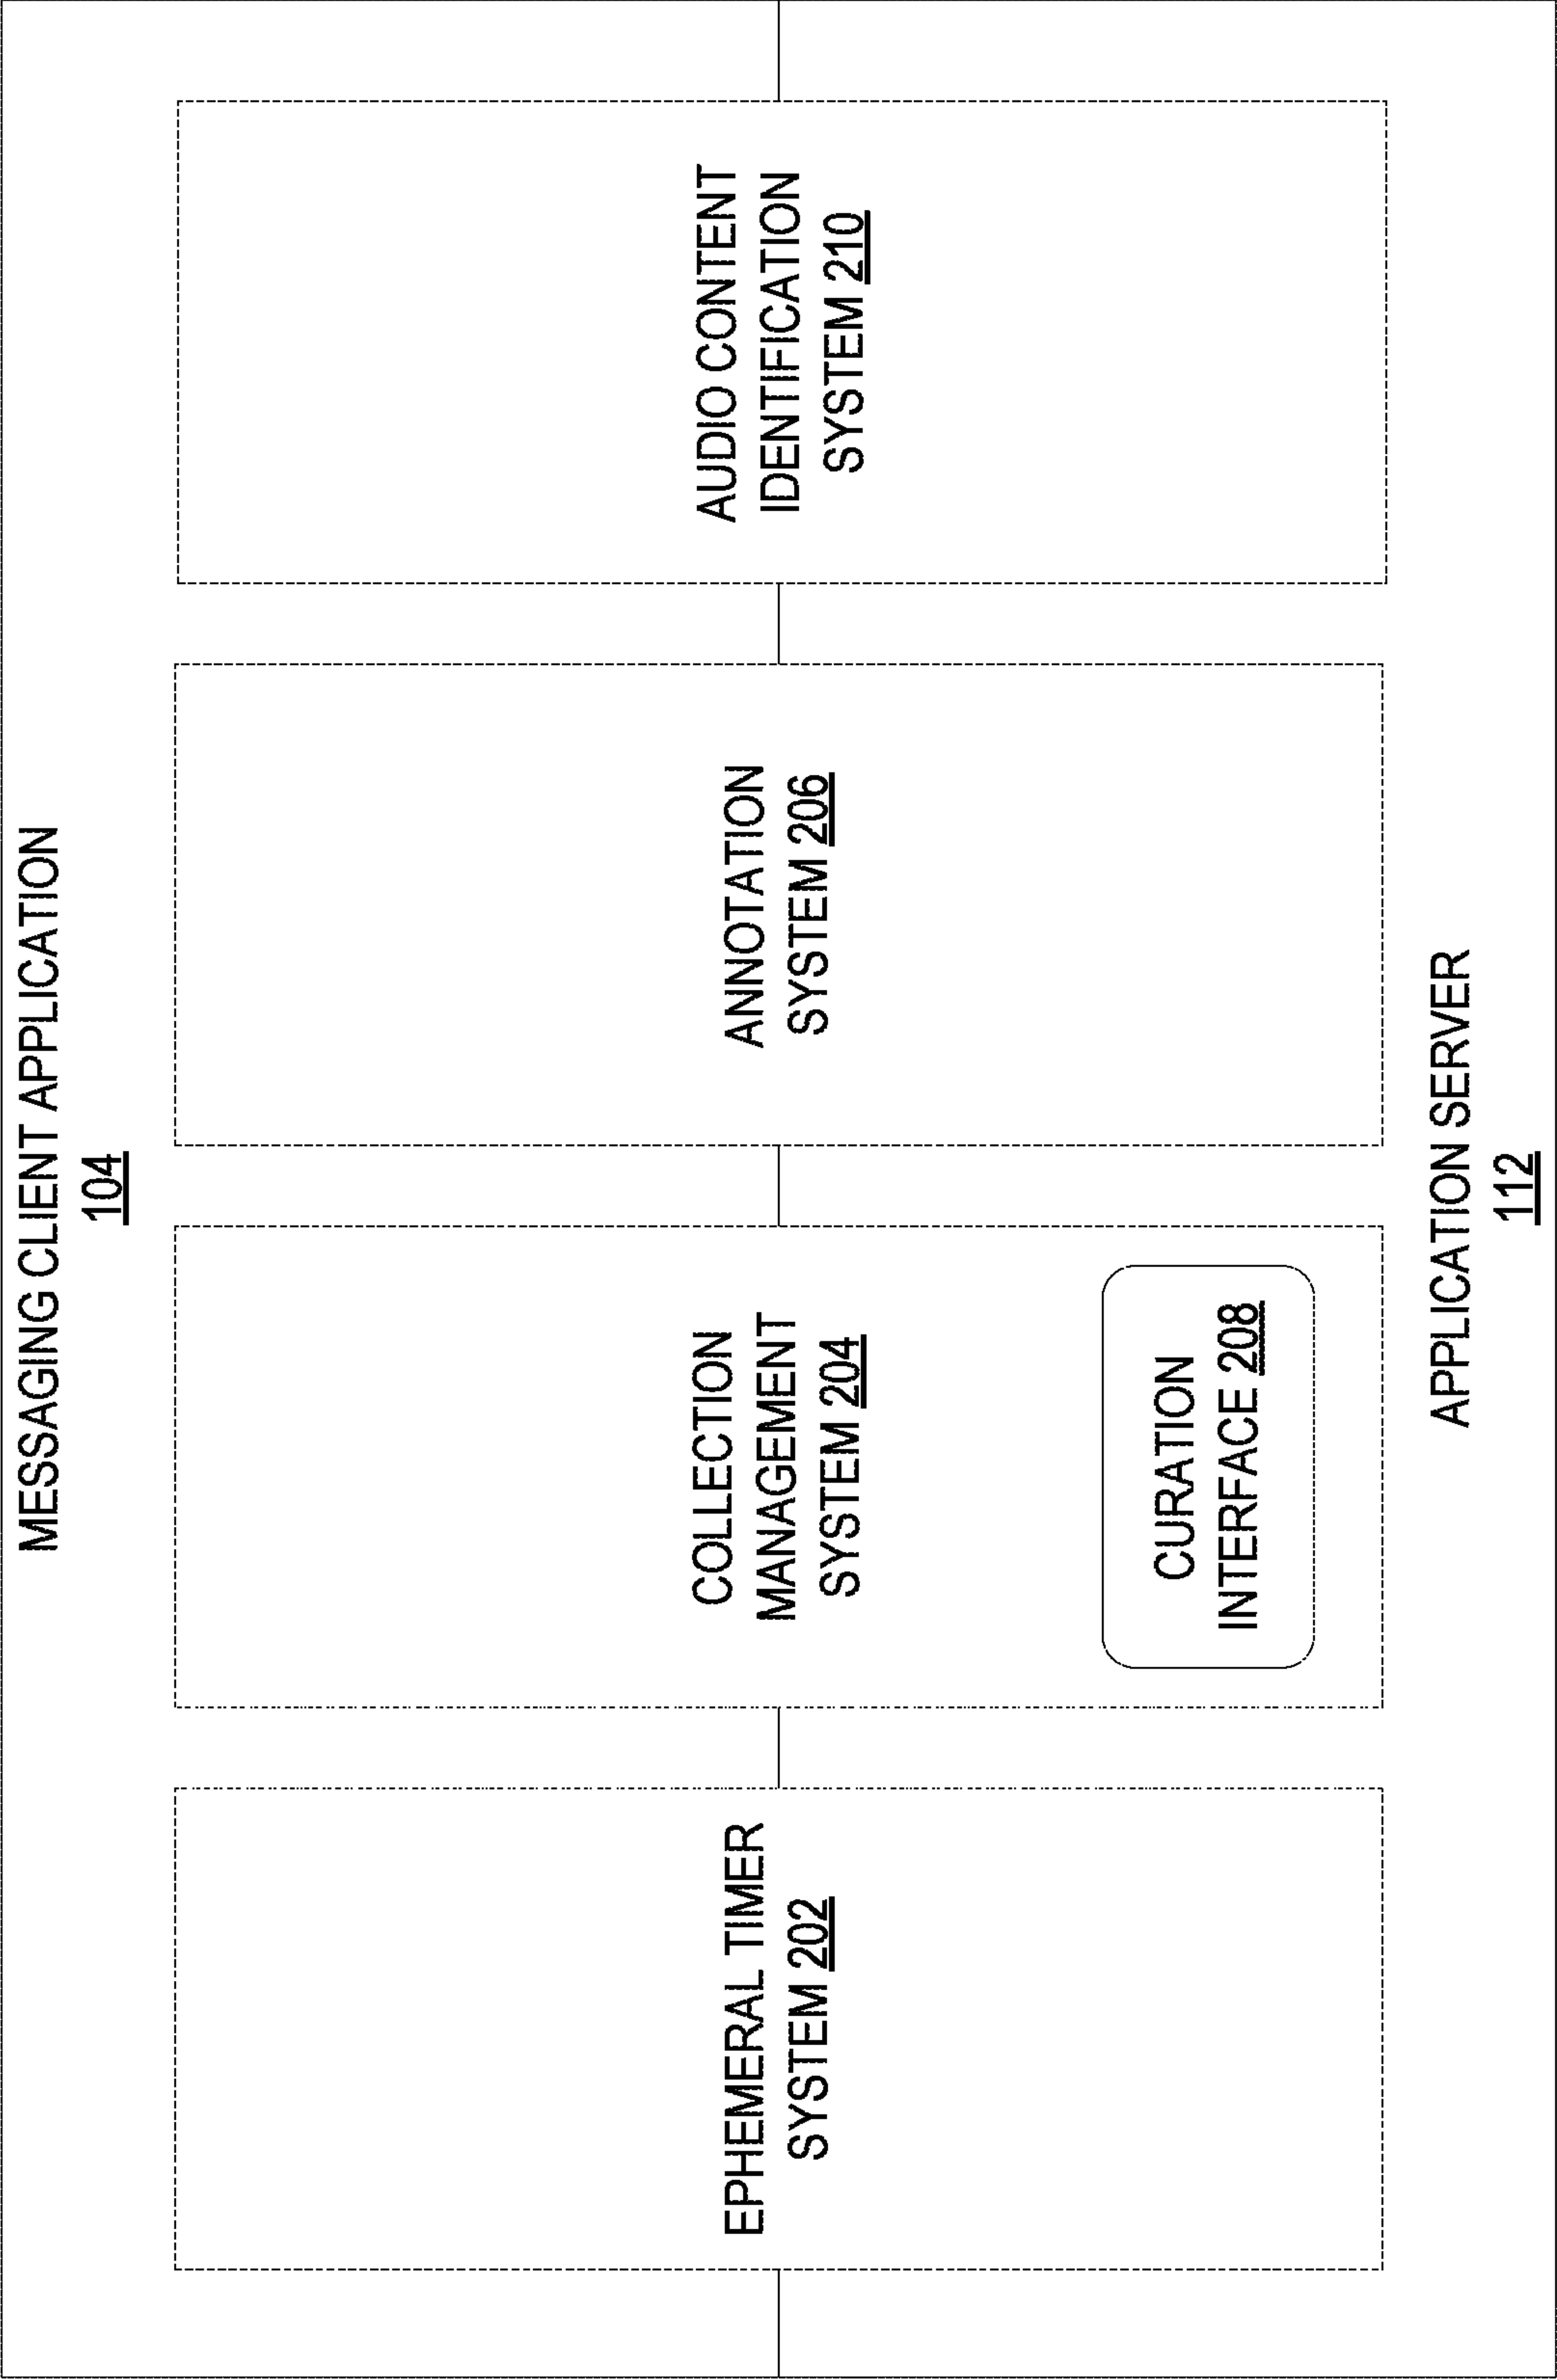 MESSAGING CLIENT APPLICATION
104
EPHEMERAL TIMER
SYSTEM 202
COLLECTION
MANAGEMENT
SYSTEM 204
CURATION
INTERFACE 208
ANNOTATION
SYSTEM 206
AUDIO CONTENT
IDENTIFICATION
SYSTEM 210
APPLICATION SERVER
112